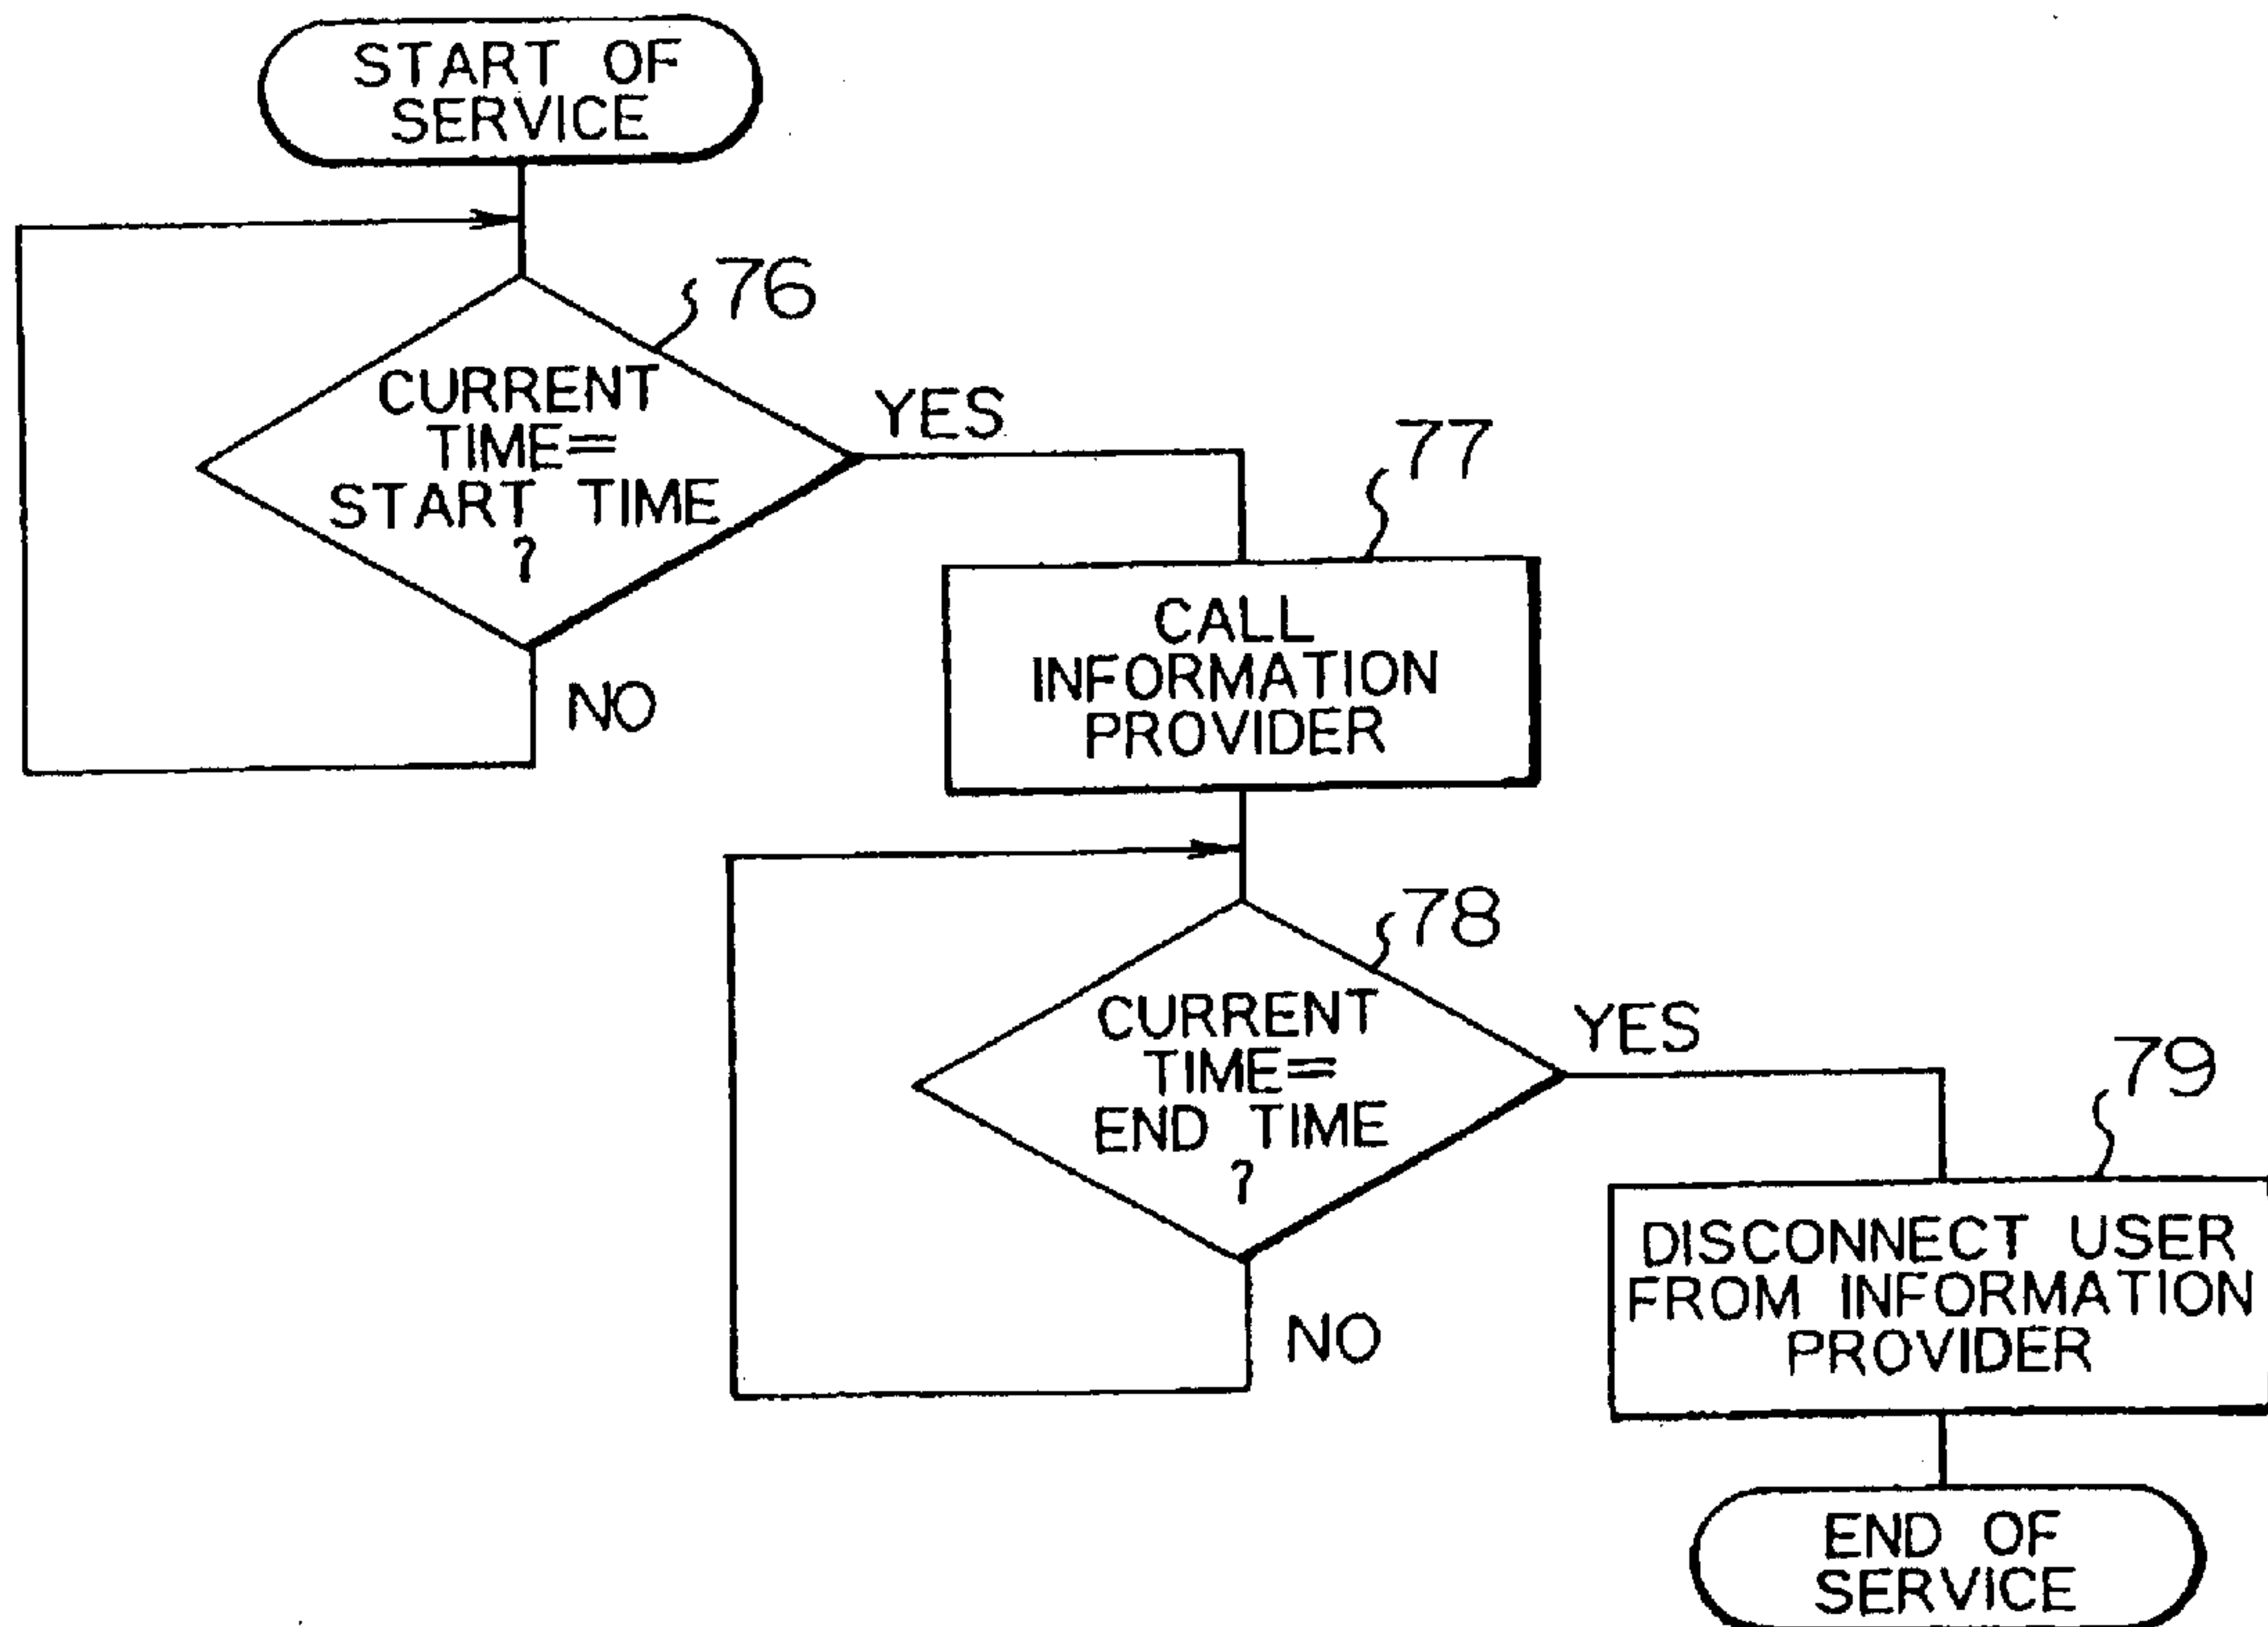 START OF
SERVICE
76
CURRENT
TIME=
START TIME
?
YES
NO
77
CALL
INFORMATION
PROVIDER
78
CURRENT
TIME=
END TIME
?
YES
NO
79
DISCONNECT USER
FROM INFORMATION
PROVIDER
END OF
SERVICE